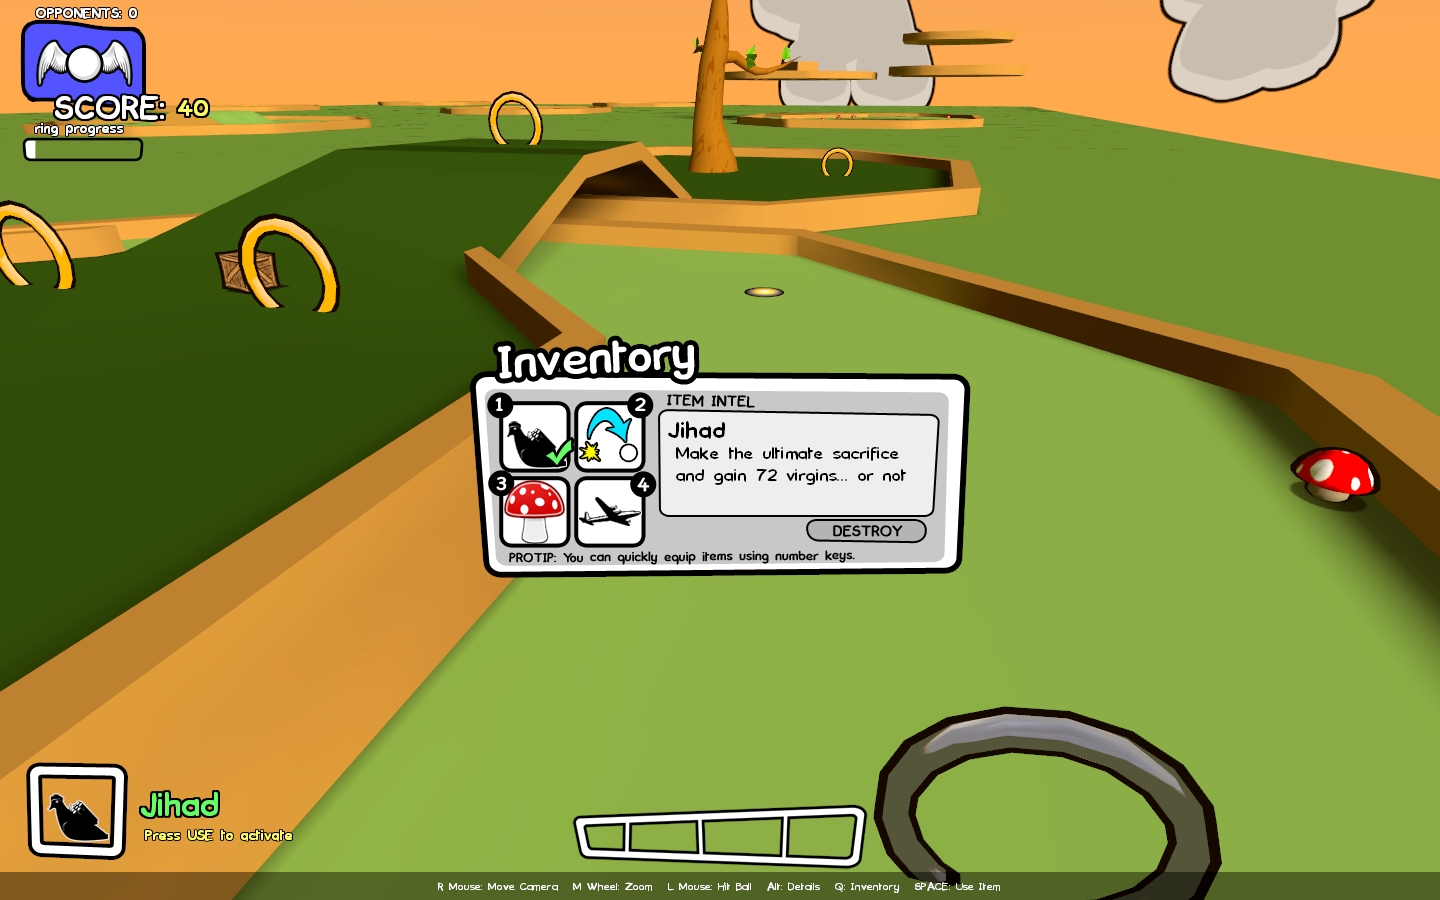 OPPONENTS: 0
SCORE: 40
ring progress
Inventory
1
2
3
4
ITEM INTEL
Jihad
Make the ultimate sacrifice
and gain 72 virgins... or not
DESTROY
PROTIP: You can quickly equip items using number keys.
Jihad
Press USE to activate
R Mouse: Move Camera M Wheel: Zoom L Mouse: Hit Ball Alt: Details Q: Inventory SPACE: Use Item